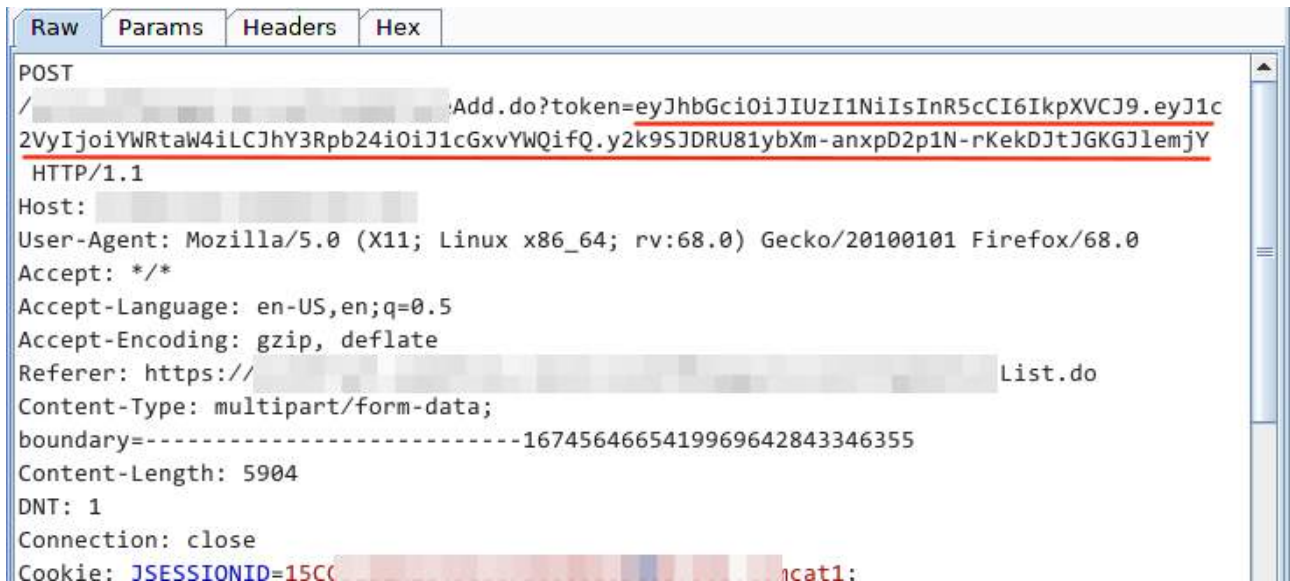 Raw Params Headers Hex
POST
/ Add.do?token=eyJhbGciOiJIUzI1NiIsInR5cCI6IkpXVCJ9.eyJ1c
2VyIjoiYWRtaW4iLCJhY3Rpb24iOiJ1cGxvYWQifQ.y2k9SJDRU81ybXm-anxpD2p1N-rKekDJtJGKGJlemjY
HTTP/1.1
Host:
User-Agent: Mozilla/5.0 (X11; Linux x86_64; rv:68.0) Gecko/20100101 Firefox/68.0
Accept: */*
Accept-Language: en-US,en;q=0.5
Accept-Encoding: gzip, deflate
Referer: https:// List.do
Content-Type: multipart/form-data;
boundary=---------------------------1674564665419969642843346355
Content-Length: 5904
DNT: 1
Connection: close
Cookie: JSESSIONID=15C